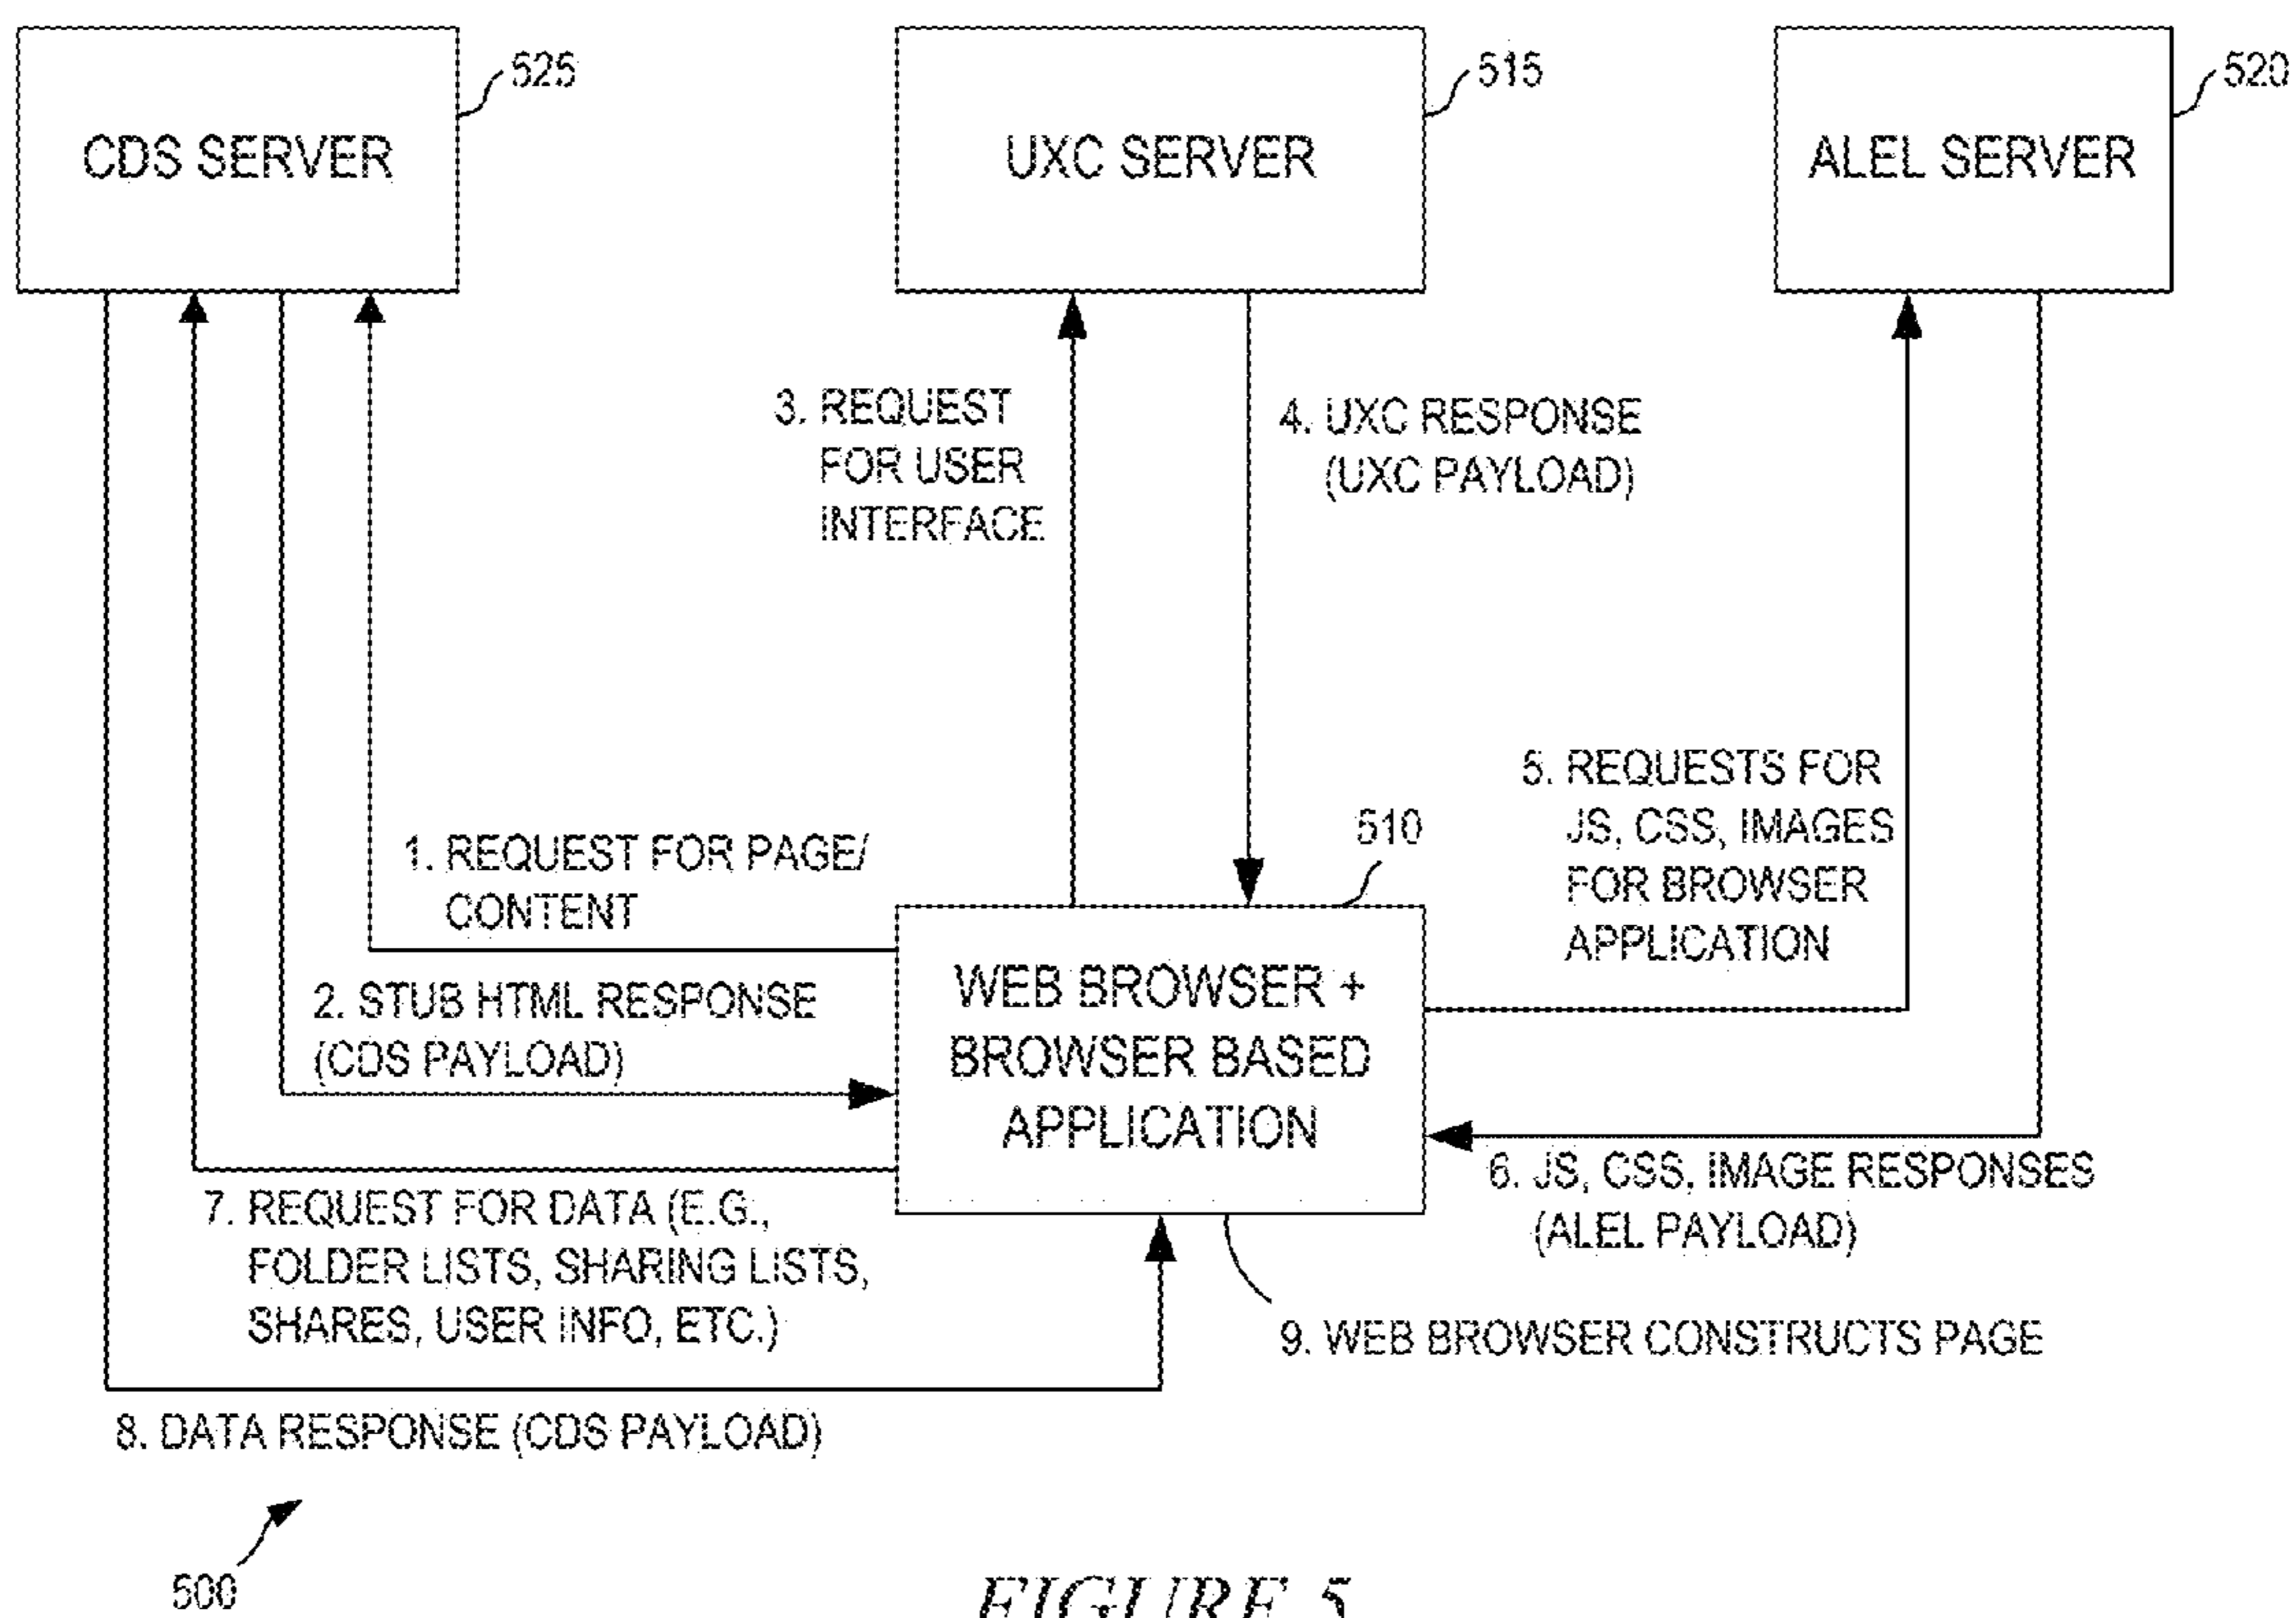 525
515
520
CDS SERVER
UXC SERVER
ALEL SERVER
3. REQUEST
FOR USER
INTERFACE
4. UXC RESPONSE
(UXC PAYLOAD)
5. REQUESTS FOR
JS, CSS, IMAGES
FOR BROWSER
APPLICATION
1. REQUEST FOR PAGE/
CONTENT
510
2. STUB HTML RESPONSE
(CDS PAYLOAD)
WEB BROWSER +
BROWSER BASED
APPLICATION
6. JS, CSS, IMAGE RESPONSES
(ALEL PAYLOAD)
7. REQUEST FOR DATA (E.G.,
FOLDER LISTS, SHARING LISTS,
SHARES, USER INFO, ETC.)
9. WEB BROWSER CONSTRUCTS PAGE
8. DATA RESPONSE (CDS PAYLOAD)
500
FIGURE 5